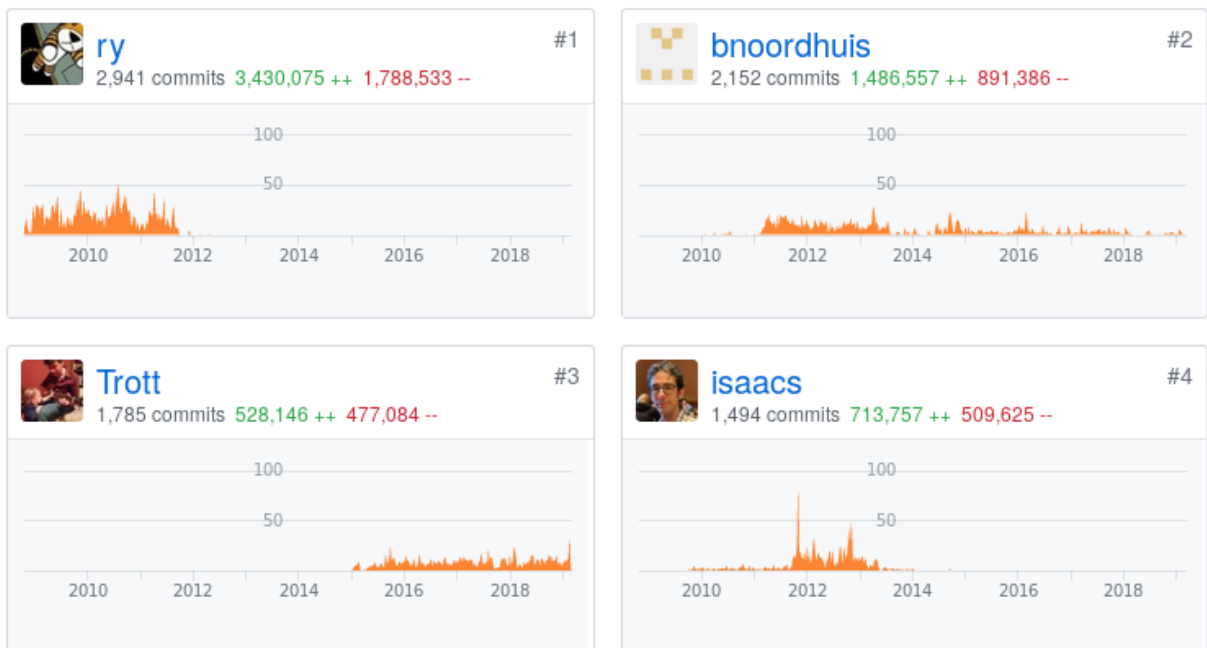 ry #1
2,941 commits 3,430,075 ++ 1,788,533 --
100
50
2010 2012 2014 2016 2018
bnoordhuis #2
2,152 commits 1,486,557 ++ 891,386 --
100
50
2010 2012 2014 2016 2018
Trott #3
1,785 commits 528,146 ++ 477,084 --
100
50
2010 2012 2014 2016 2018
isaacs #4
1,494 commits 713,757 ++ 509,625 --
100
50
2010 2012 2014 2016 2018